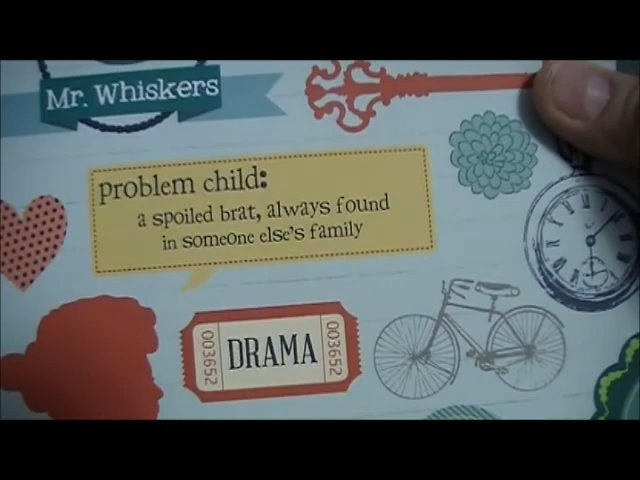 Mr. Whiskers
problem child:
a spoiled brat, always found
in someone else's family
003652
DRAMA
003652